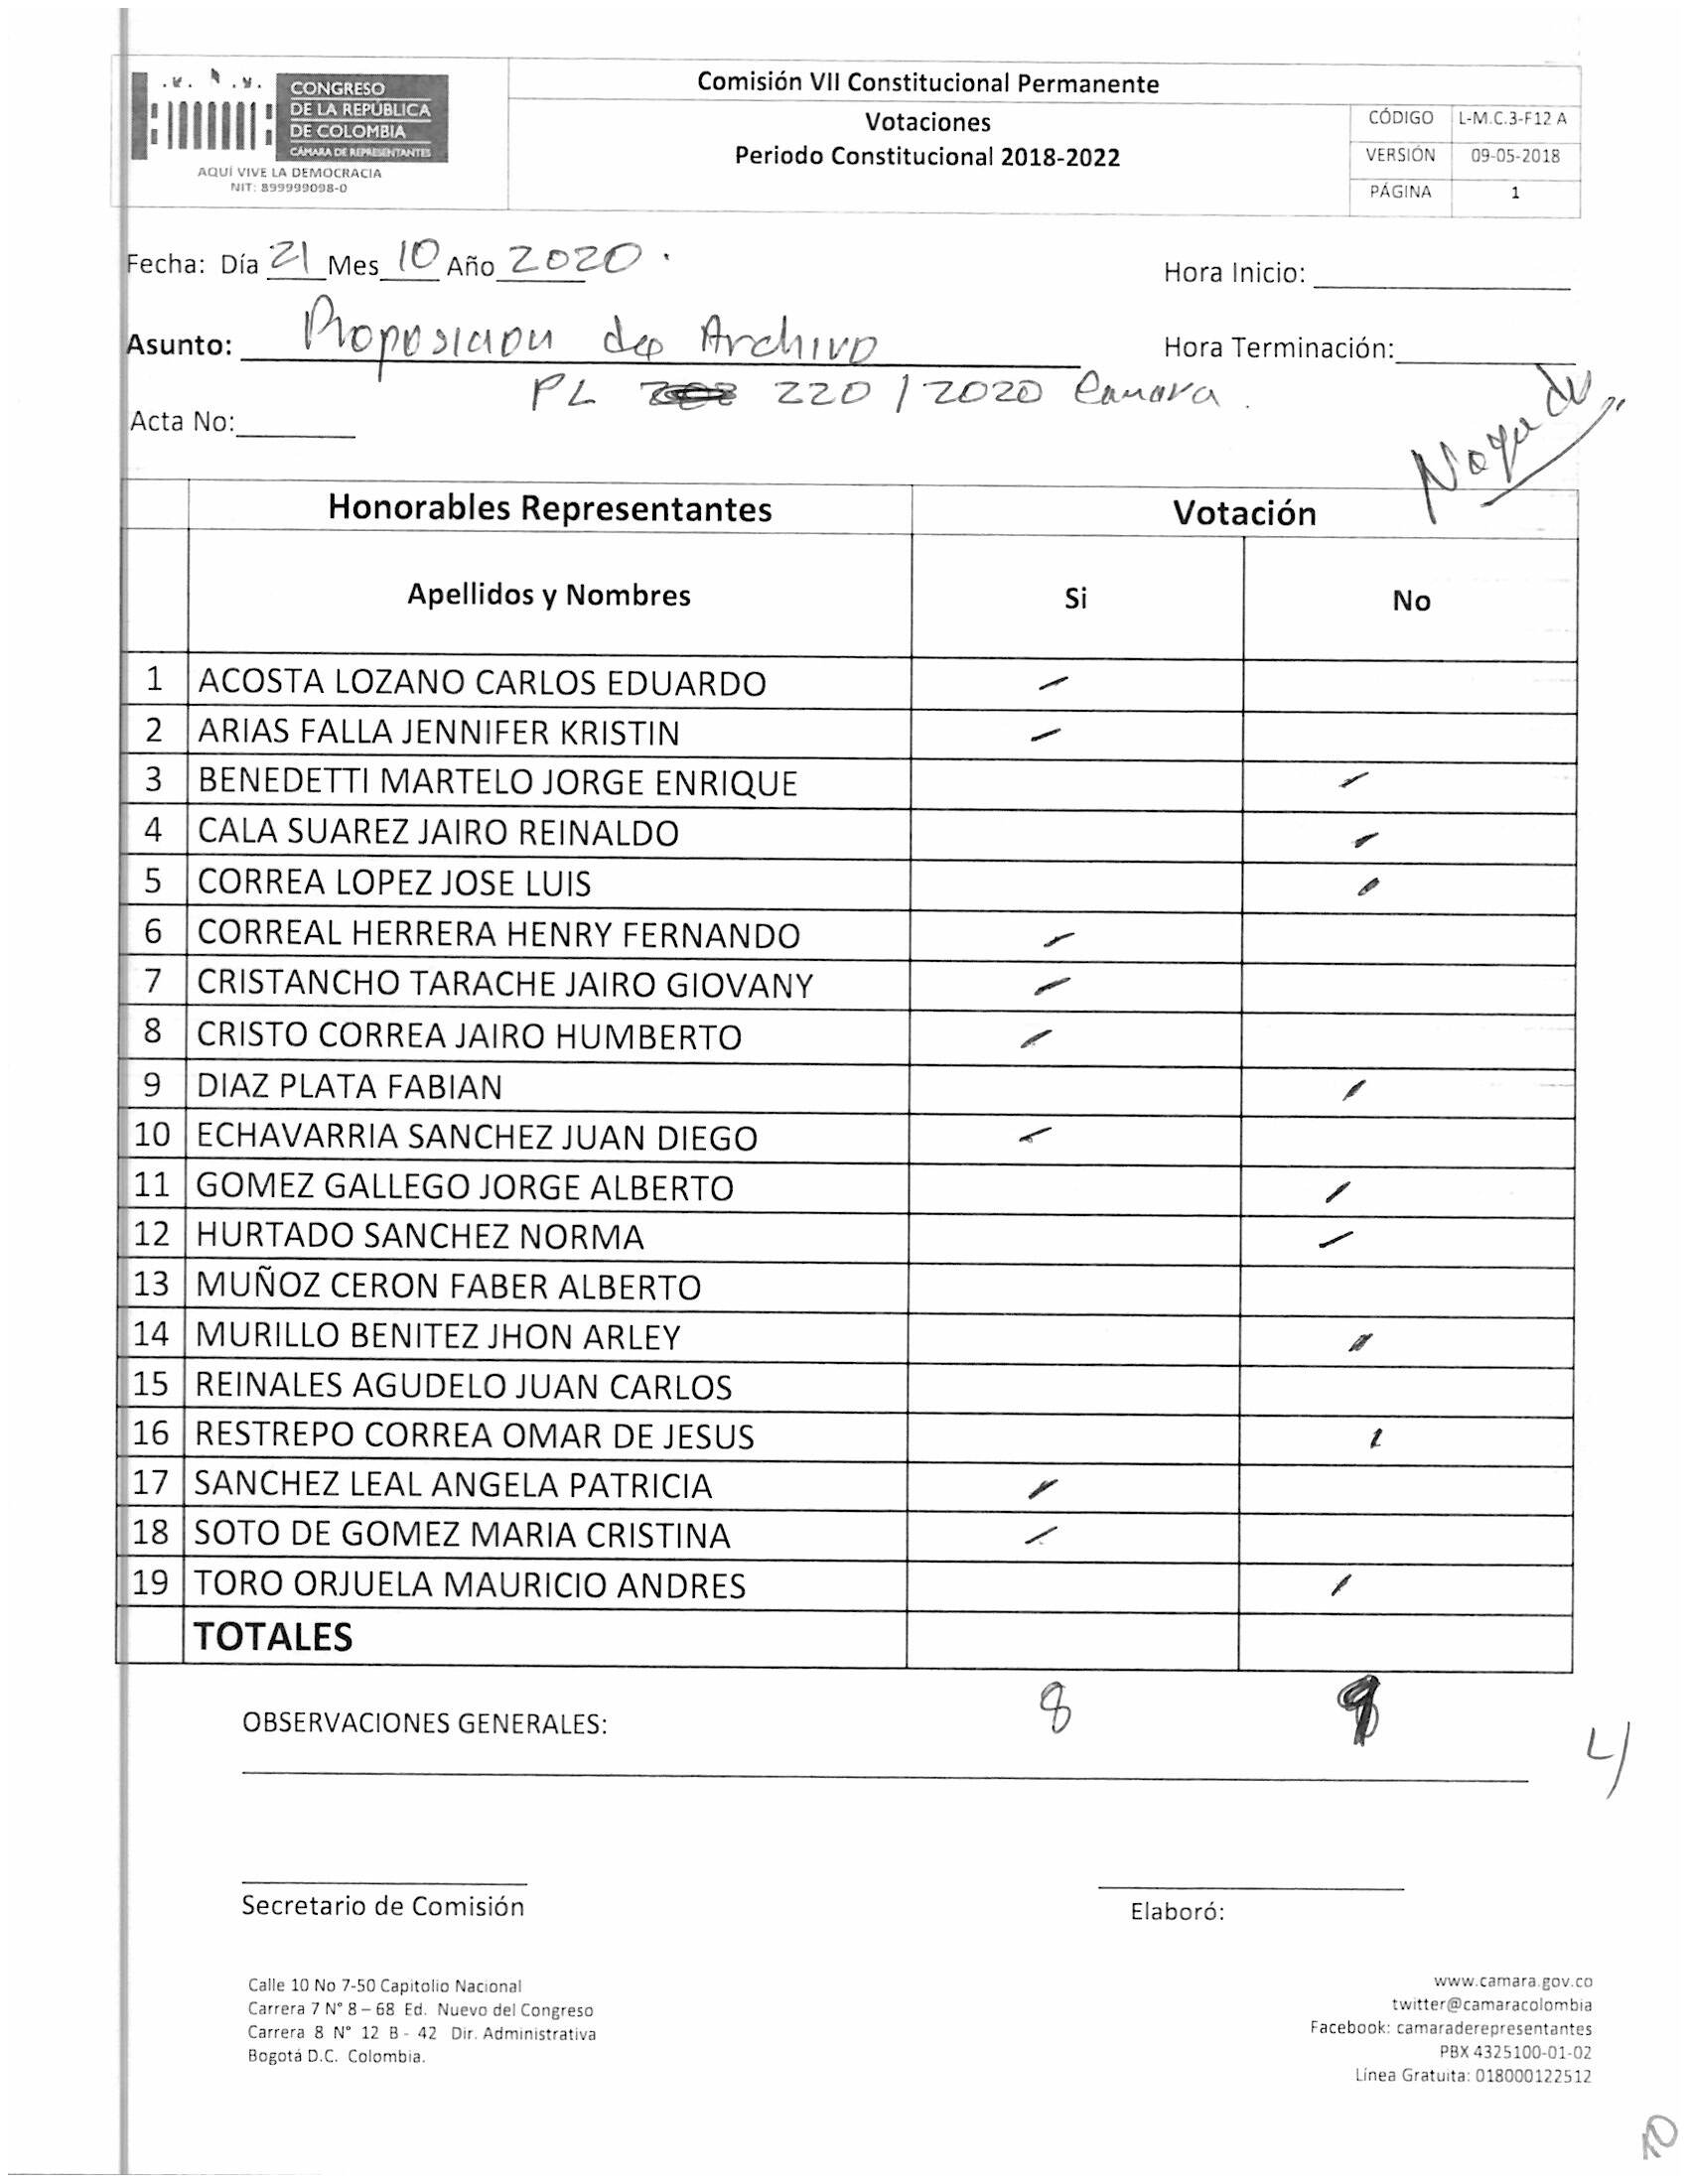 CONGRESO
DE LA REPÚBLICA
DE COLOMBIA
CÁMARA DE REPRESENTANTES
AQUÍ VIVE LA DEMOCRACIA
NIT: 899999098-0
Comisión VII Constitucional Permanente
Votaciones
Periodo Constitucional 2018-2022
CÓDIGO L-M.C.3-F12 A
VERSIÓN 09-05-2018
PÁGINA 1
Fecha: Día 21 Mes 10 Año 2020.
Hora Inicio:
Asunto: Proposicion de Archivo
Hora Terminación:
PL 220/2020 Camara.
Acta No:
Honorables Representantes Votación
Apellidos y Nombres Si No
1 ACOSTA LOZANO CARLOS EDUARDO
2 ARIAS FALLA JENNIFER KRISTIN
3 BENEDETTI MARTELO JORGE ENRIQUE
4 CALA SUAREZ JAIRO REINALDO
5 CORREA LOPEZ JOSE LUIS
6 CORREAL HERRERA HENRY FERNANDO
7 CRISTANCHO TARACHE JAIRO GIOVANY
8 CRISTO CORREA JAIRO HUMBERTO
9 DIAZ PLATA FABIAN
10 ECHAVARRIA SANCHEZ JUAN DIEGO
11 GOMEZ GALLEGO JORGE ALBERTO
12 HURTADO SANCHEZ NORMA
13 MUÑOZ CERON FABER ALBERTO
14 MURILLO BENITEZ JHON ARLEY
15 REINALES AGUDELO JUAN CARLOS
16 RESTREPO CORREA OMAR DE JESUS
17 SANCHEZ LEAL ANGELA PATRICIA
18 SOTO DE GOMEZ MARIA CRISTINA
19 TORO ORJUELA MAURICIO ANDRES
TOTALES
8 9
OBSERVACIONES GENERALES:
Secretario de Comisión
Elaboró:
Calle 10 No 7-50 Capitolio Nacional
Carrera 7 N° 8 – 68 Ed. Nuevo del Congreso
Carrera 8 N° 12 B - 42 Dir. Administrativa
Bogotá D.C. Colombia.
www.camara.gov.co
twitter@camaracolombia
Facebook: camaraderepresentantes
PBX 4325100-01-02
Línea Gratuita: 018000122512